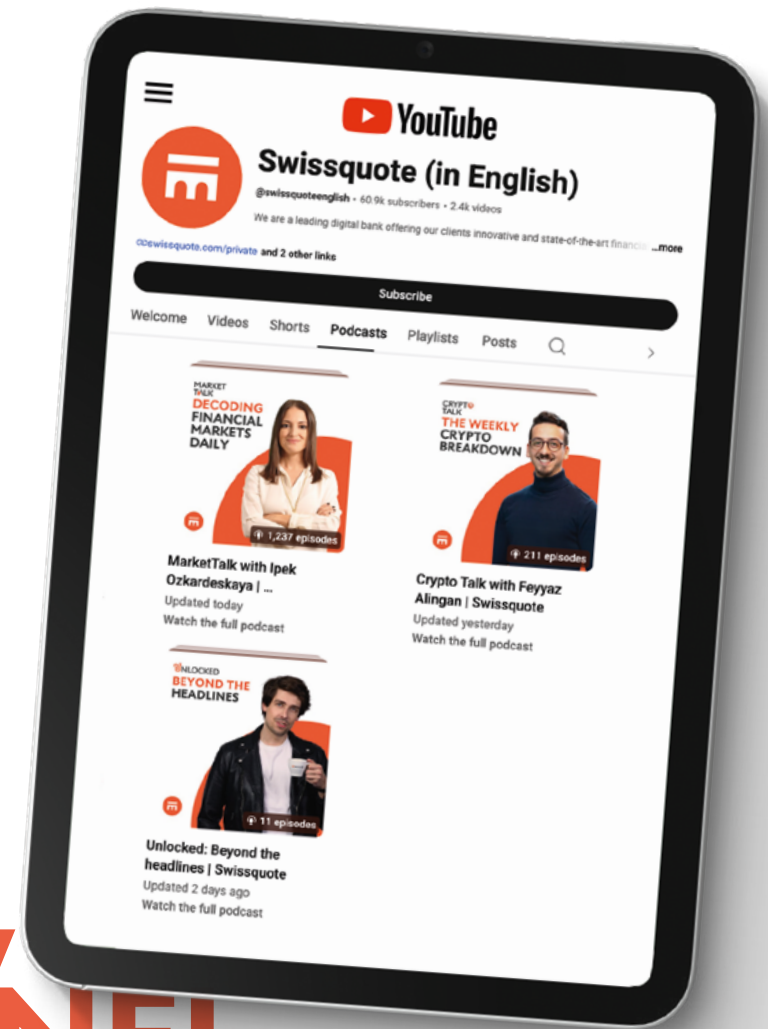 YouTube
Swissquote (in English)
@swissquoteenglish • 60.9k subscribers • 2.4k videos
We are a leading digital bank offering our clients innovative and state-of-the-art financial ...more
swissquote.com/private and 2 other links
Subscribe
Welcome Videos Shorts Podcasts Playlists Posts
MARKET
TALK
DECODING
FINANCIAL
MARKETS
DAILY
1,237 episodes
MarketTalk with Ipek
Ozkardeskaya | ...
Updated today
Watch the full podcast
CRYPTO
TALK
THE WEEKLY
CRYPTO
BREAKDOWN
211 episodes
Crypto Talk with Feyyaz
Alingan | Swissquote
Updated yesterday
Watch the full podcast
UNLOCKED
BEYOND THE
HEADLINES
11 episodes
Unlocked: Beyond the
headlines | Swissquote
Updated 2 days ago
Watch the full podcast